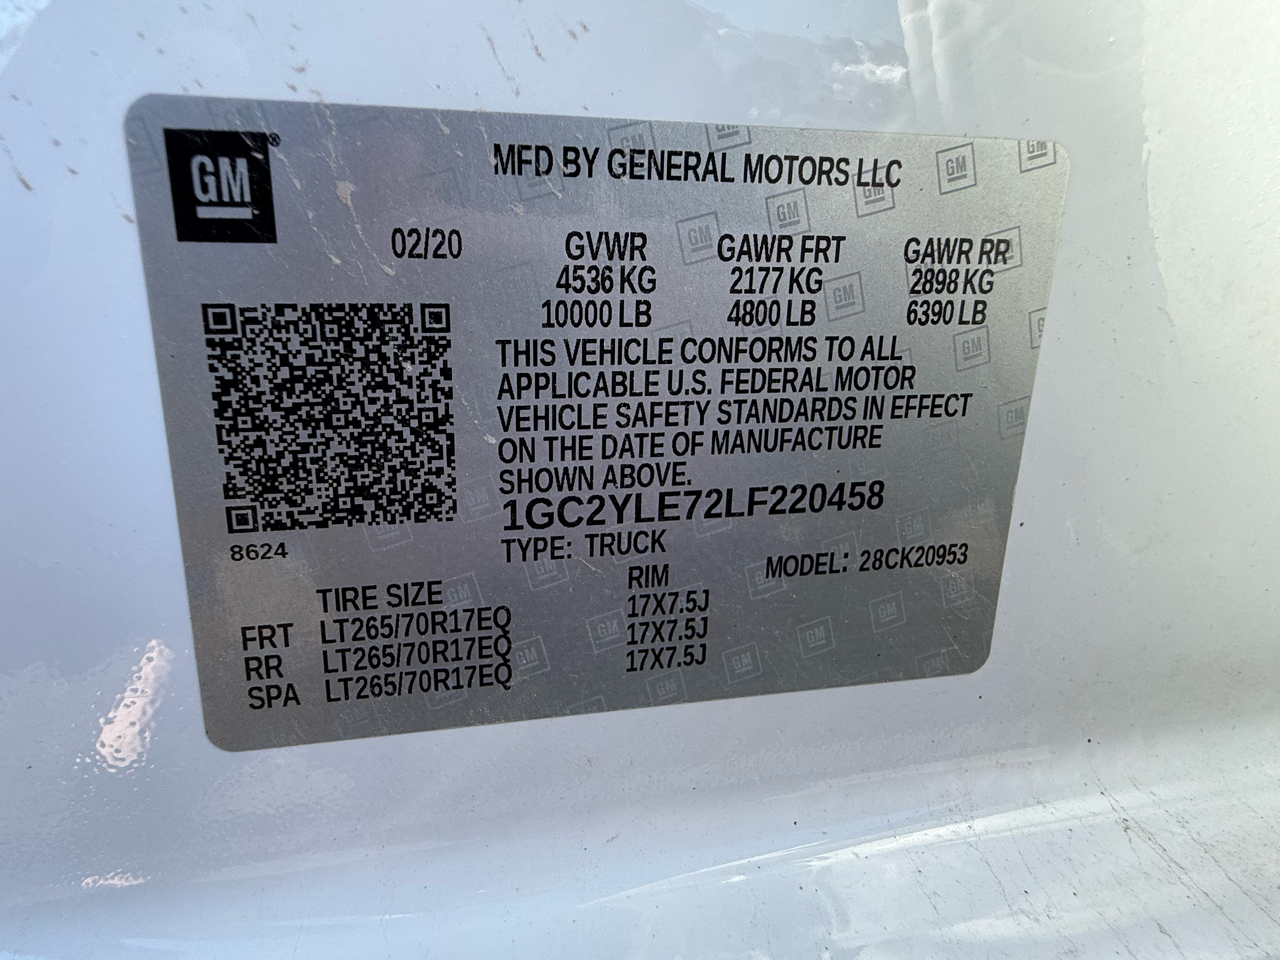 GM®
MFD BY GENERAL MOTORS LLC
02/20
GVWR GAWR FRT GAWR RR
4536 KG 2177 KG 2898 KG
10000 LB 4800 LB 6390 LB
THIS VEHICLE CONFORMS TO ALL
APPLICABLE U.S. FEDERAL MOTOR
VEHICLE SAFETY STANDARDS IN EFFECT
ON THE DATE OF MANUFACTURE
SHOWN ABOVE.
1GC2YLE72LF220458
8624
TYPE: TRUCK MODEL: 28CK20953
TIRE SIZE RIM
FRT LT265/70R17EQ 17X7.5J
RR LT265/70R17EQ 17X7.5J
SPA LT265/70R17EQ 17X7.5J